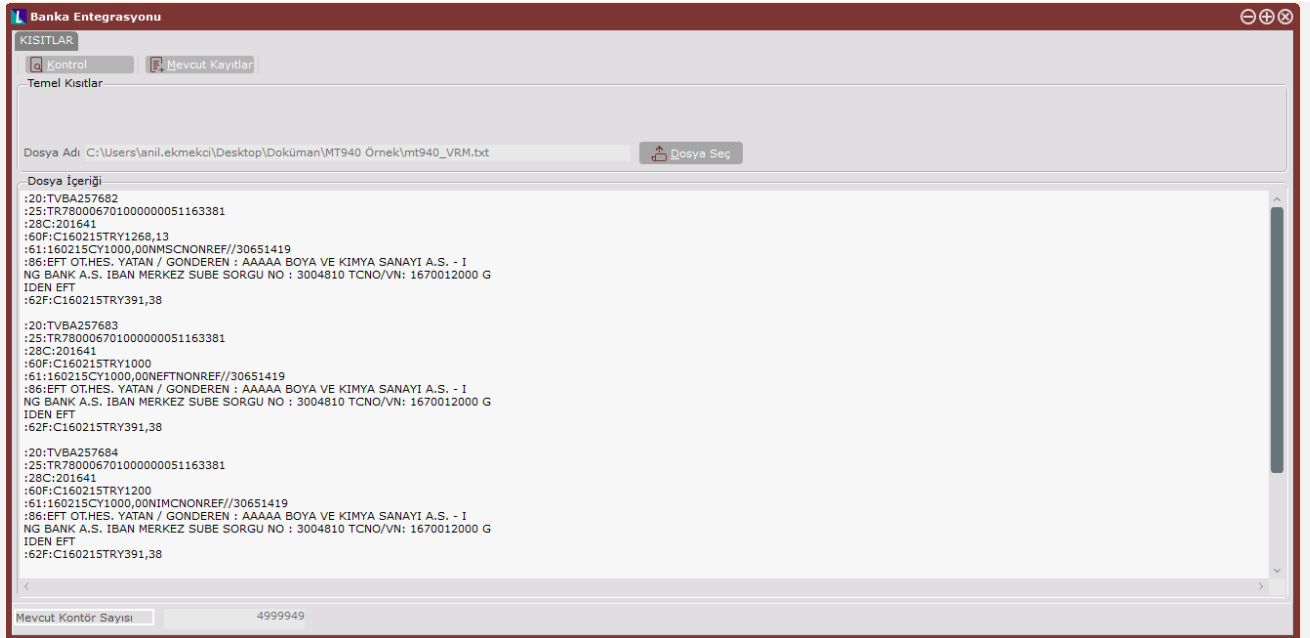 Banka Entegrasyonu
KISITLAR
Kontrol
Mevcut Kayıtlar
Temel Kısıtlar
Dosya Adı C:\Users\anil.ekmekci\Desktop\Doküman\MT940 Örnek\mt940_VRM.txt
Dosya Seç
Dosya İçeriği
:20:TVBA257682
:25:TR780006701000000051163381
:28C:201641
:60F:C160215TRY1268,13
:61:160215CY1000,00NMSCNONREF//30651419
:86:EFT OT.HES. YATAN / GONDEREN : AAAAA BOYA VE KIMYA SANAYI A.S. - I
NG BANK A.S. IBAN MERKEZ SUBE SORGU NO : 3004810 TCNO/VN: 1670012000 G
IDEN EFT
:62F:C160215TRY391,38
:20:TVBA257683
:25:TR780006701000000051163381
:28C:201641
:60F:C160215TRY1000
:61:160215CY1000,00NEFTNONREF//30651419
:86:EFT OT.HES. YATAN / GONDEREN : AAAAA BOYA VE KIMYA SANAYI A.S. - I
NG BANK A.S. IBAN MERKEZ SUBE SORGU NO : 3004810 TCNO/VN: 1670012000 G
IDEN EFT
:62F:C160215TRY391,38
:20:TVBA257684
:25:TR780006701000000051163381
:28C:201641
:60F:C160215TRY1200
:61:160215CY1000,00NIMCNONREF//30651419
:86:EFT OT.HES. YATAN / GONDEREN : AAAAA BOYA VE KIMYA SANAYI A.S. - I
NG BANK A.S. IBAN MERKEZ SUBE SORGU NO : 3004810 TCNO/VN: 1670012000 G
IDEN EFT
:62F:C160215TRY391,38
Mevcut Kontör Sayısı 4999949